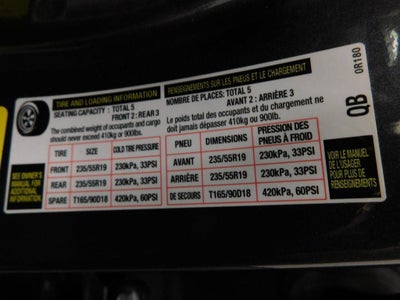 TIRE AND LOADING INFORMATION
SEATING CAPACITY : TOTAL 5
FRONT 2 : REAR 3
The combined weight of occupants and cargo
should never exceed 410kg or 900lbs.
TIRE SIZE COLD TIRE PRESSURE
FRONT 235/55R19 230kPa, 33PSI
REAR 235/55R19 230kPa, 33PSI
SPARE T165/90D18 420kPa, 60PSI
SEE OWNER'S
MANUAL FOR
ADDITIONAL
INFORMATION.
RENSEIGNEMENTS SUR LES PNEUS ET LE CHARGEMENT
NOMBRE DE PLACES: TOTAL 5
AVANT 2 : ARRIÈRE 3
Le poids total des occupants et du chargement ne
doit jamais dépasser 410kg or 900lb.
PNEU DIMENSIONS PRESSION DES
PNEUS À FROID
AVANT 235/55R19 230kPa, 33PSI
ARRIÈRE 235/55R19 230kPa, 33PSI
DE SECOURS T165/90D18 420kPa, 60PSI
VOIR LE MANUEL
DE L'USAGER
POUR PLUS DE
RENSEIGNEMENTS
QB
0R180